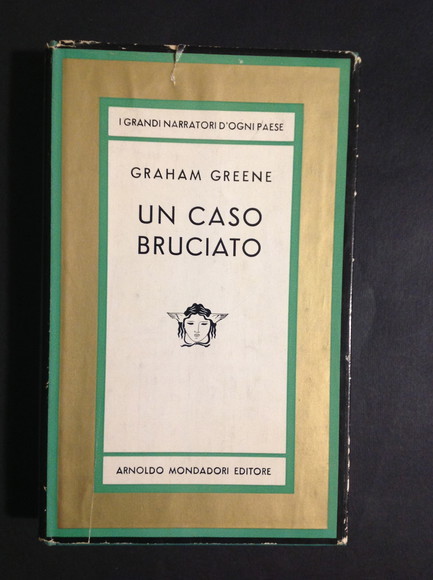 I GRANDI NARRATORI D'OGNI PAESE
GRAHAM GREENE
UN CASO
BRUCIATO
ARNOLDO MONDADORI EDITORE